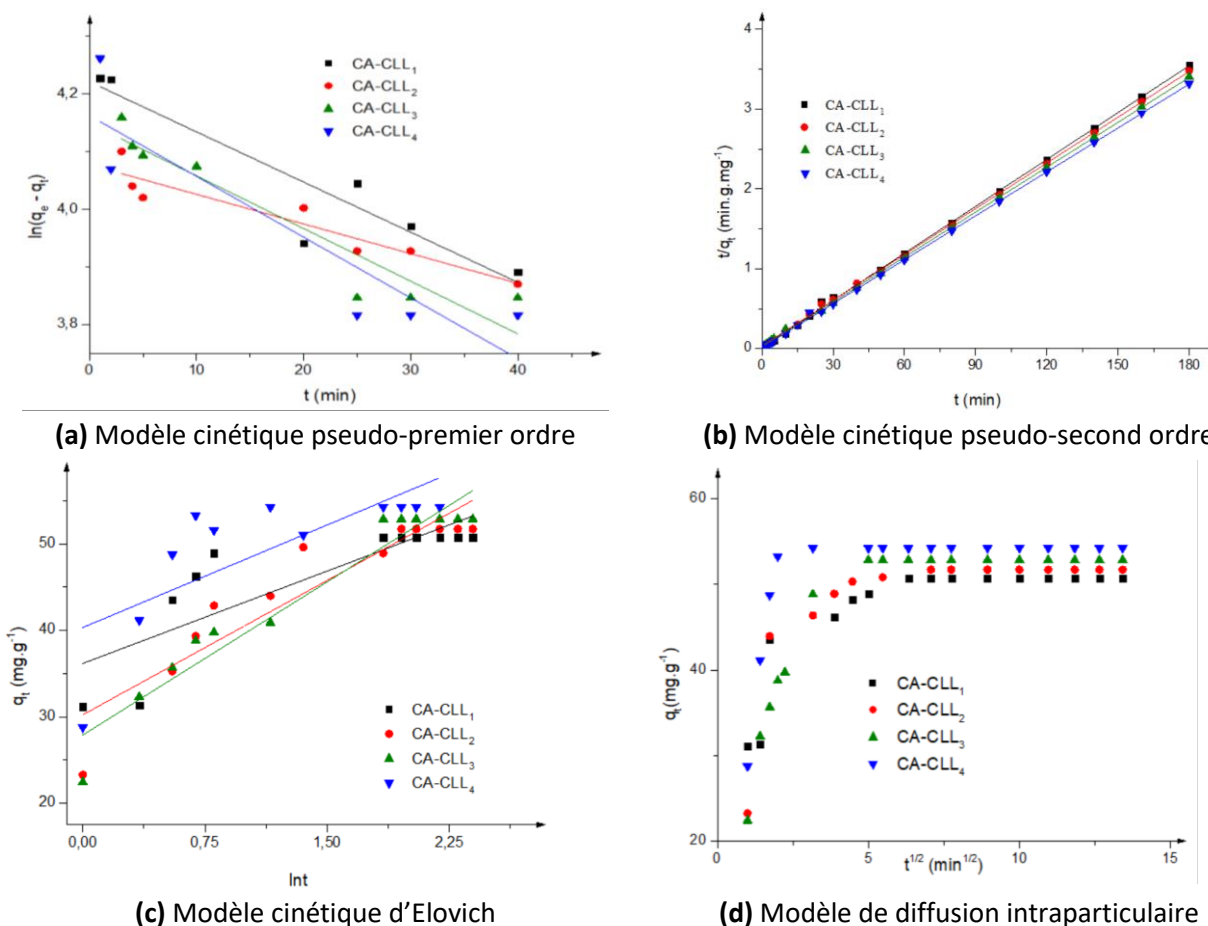 ln(qₑ - qₜ)
4,2
4,0
3,8
0
10
20
30
40
t (min)
CA-CLL₁
CA-CLL₂
CA-CLL₃
CA-CLL₄
(a) Modèle cinétique pseudo-premier ordre
t/qₜ (min.g.mg⁻¹)
4
3
2
1
0
0
30
60
90
120
150
180
t (min)
CA-CLL₁
CA-CLL₂
CA-CLL₃
CA-CLL₄
(b) Modèle cinétique pseudo-second ordre
qₜ (mg.g⁻¹)
50
40
30
20
0,00
0,75
1,50
2,25
lnt
CA-CLL₁
CA-CLL₂
CA-CLL₃
CA-CLL₄
(c) Modèle cinétique d’Elovich
qₜ(mg.g⁻¹)
60
40
20
0
5
10
15
t¹/² (min¹/²)
CA-CLL₁
CA-CLL₂
CA-CLL₃
CA-CLL₄
(d) Modèle de diffusion intraparticulaire